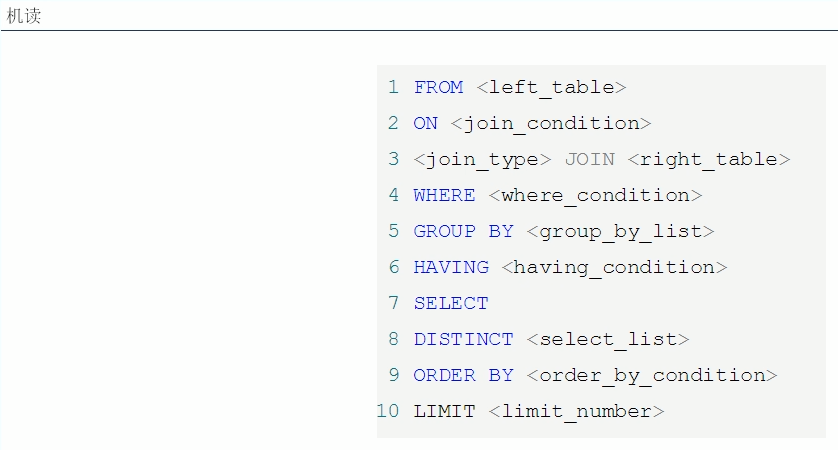 机读
1 FROM <left_table>
2 ON <join_condition>
3 <join_type> JOIN <right_table>
4 WHERE <where_condition>
5 GROUP BY <group_by_list>
6 HAVING <having_condition>
7 SELECT
8 DISTINCT <select_list>
9 ORDER BY <order_by_condition>
10 LIMIT <limit_number>